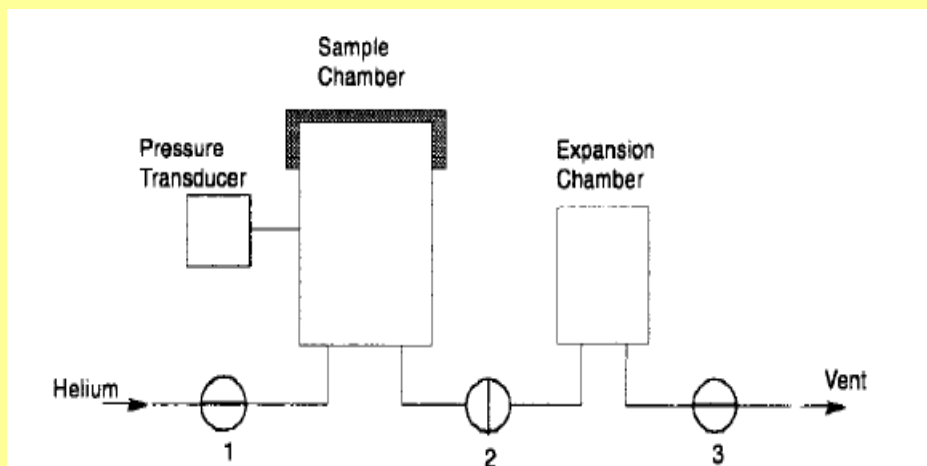 Sample
Chamber
Pressure
Transducer
Expansion
Chamber
Helium
Vent
1
2
3